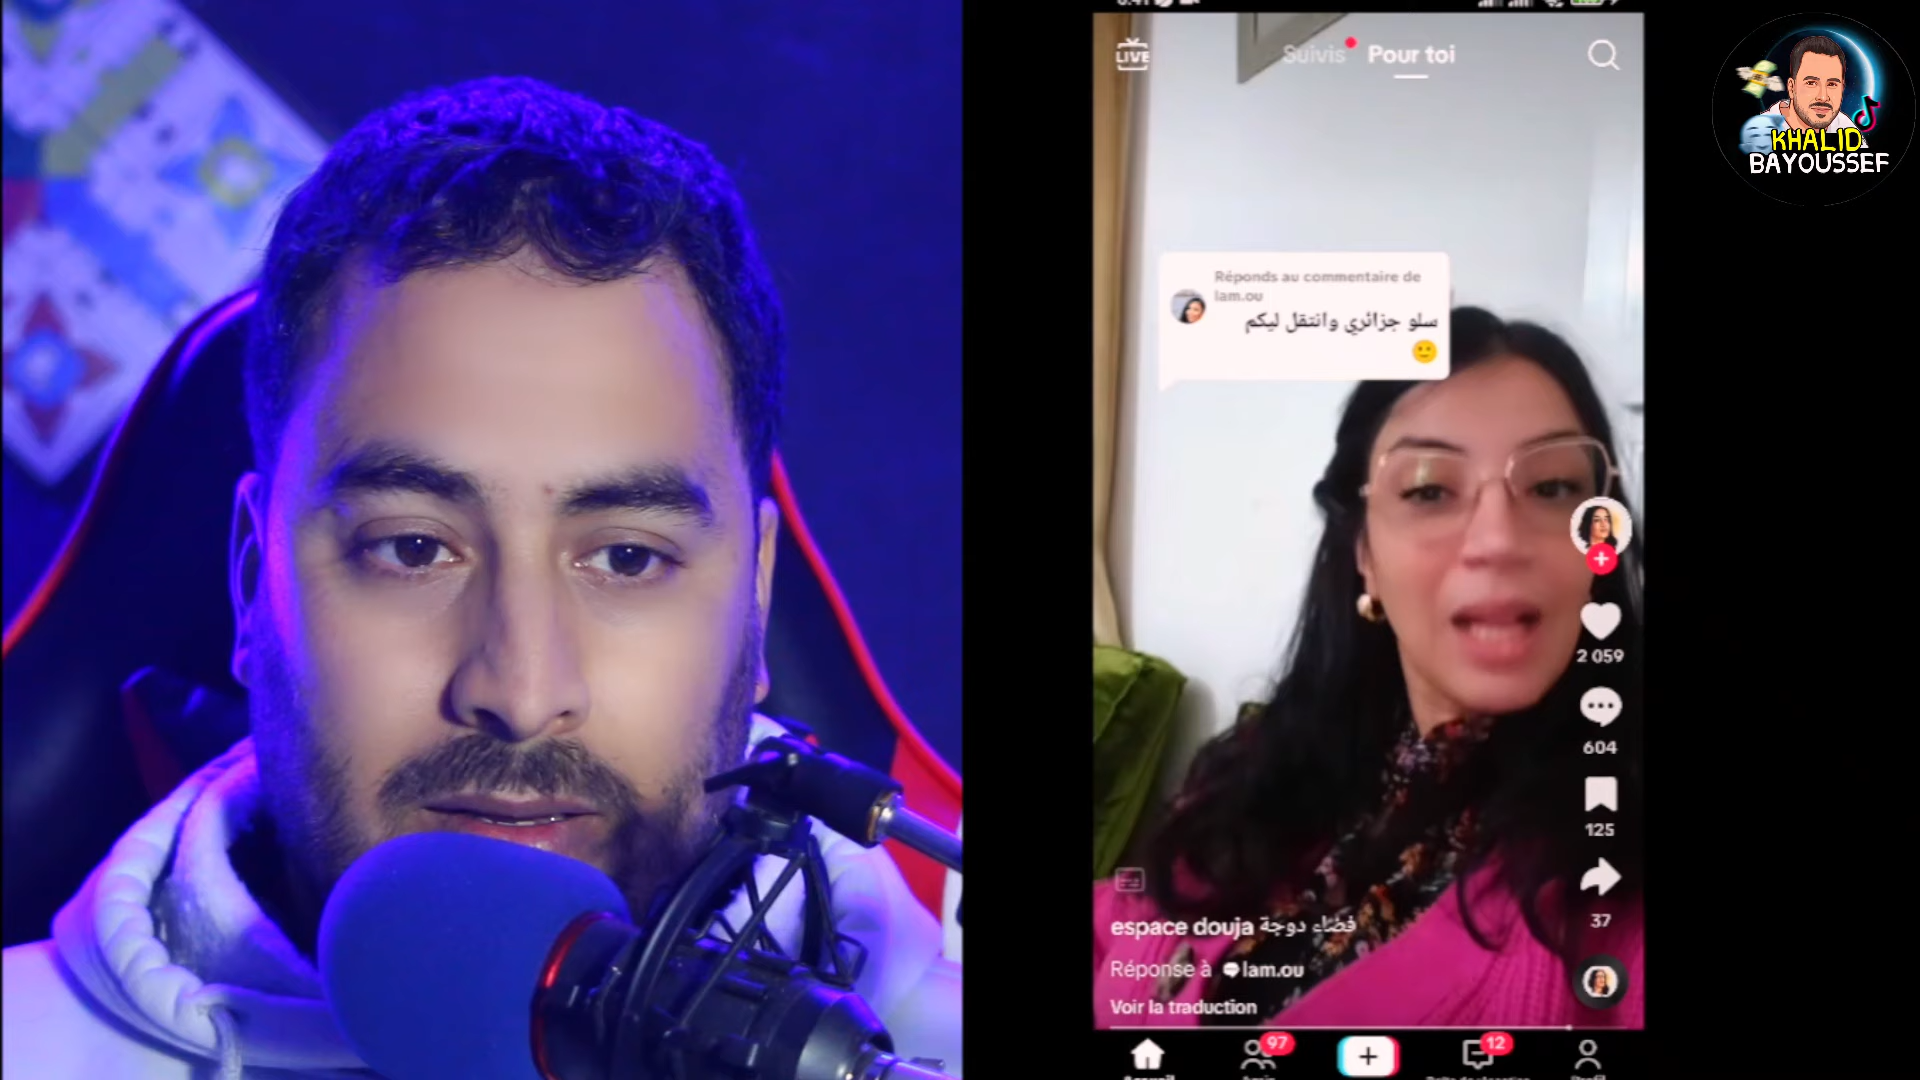 LIVE
Suivis
Pour toi
KHALID
BAYOUSSEF
Réponds au commentaire de
lam.ou
سلو جزائري وانتقل ليكم
🙂
2 059
604
125
37
espace douja فضاء دوجة
Réponse à lam.ou
Voir la traduction
97
12